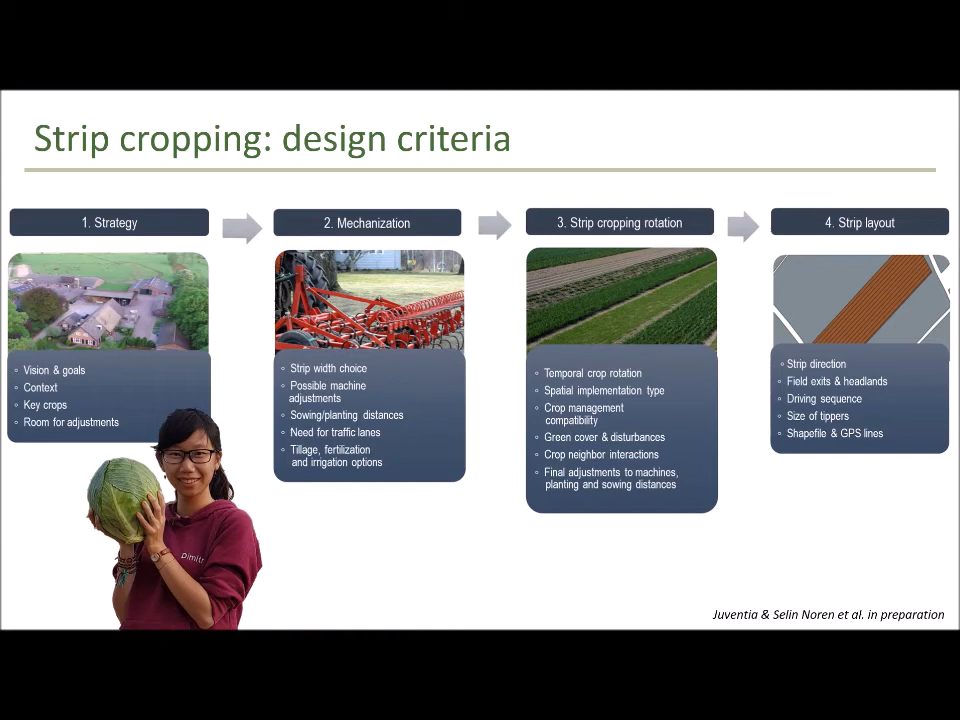 Strip cropping: design criteria
1. Strategy
2. Mechanization
3. Strip cropping rotation
4. Strip layout
◦ Vision & goals
◦ Context
◦ Key crops
◦ Room for adjustments
◦ Strip width choice
◦ Possible machine
adjustments
◦ Sowing/planting distances
◦ Need for traffic lanes
◦ Tillage, fertilization
and irrigation options
◦ Temporal crop rotation
◦ Spatial implementation type
◦ Crop management
compatibility
◦ Green cover & disturbances
◦ Crop neighbor interactions
◦ Final adjustments to machines,
planting and sowing distances
◦ Strip direction
◦ Field exits & headlands
◦ Driving sequence
◦ Size of tippers
◦ Shapefile & GPS lines
Dimitr
Juventia & Selin Noren et al. in preparation